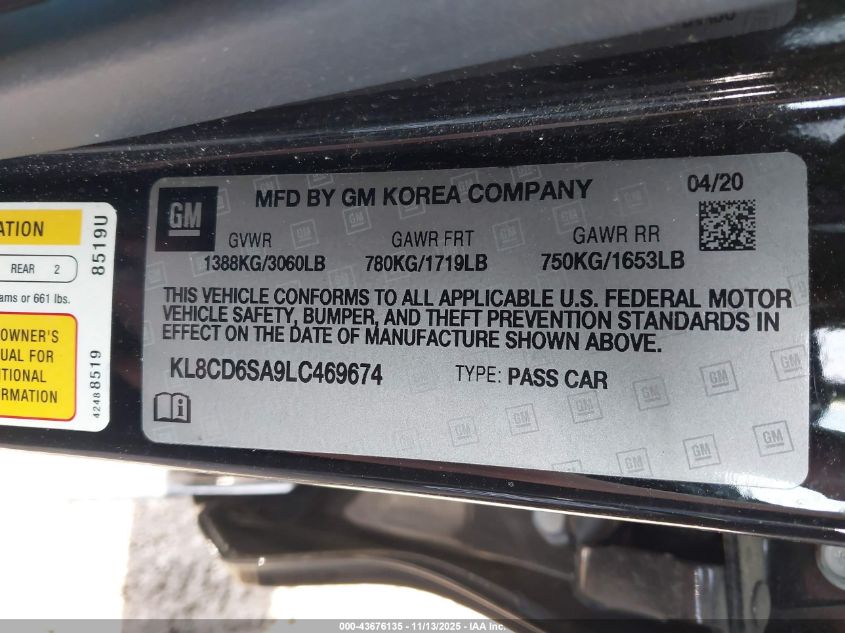 MFD BY GM KOREA COMPANY
04/20
GM
GVWR
GAWR FRT
GAWR RR
1388KG/3060LB
780KG/1719LB
750KG/1653LB
THIS VEHICLE CONFORMS TO ALL APPLICABLE U.S. FEDERAL MOTOR
VEHICLE SAFETY, BUMPER, AND THEFT PREVENTION STANDARDS IN
EFFECT ON THE DATE OF MANUFACTURE SHOWN ABOVE.
KL8CD6SA9LC469674
TYPE: PASS CAR
ATION
8519U
REAR 2
ams or 661 lbs.
OWNER'S
UAL FOR
TIONAL
RMATION
4248 8519
000-43676135 - 11/13/2025 - IAA Inc.